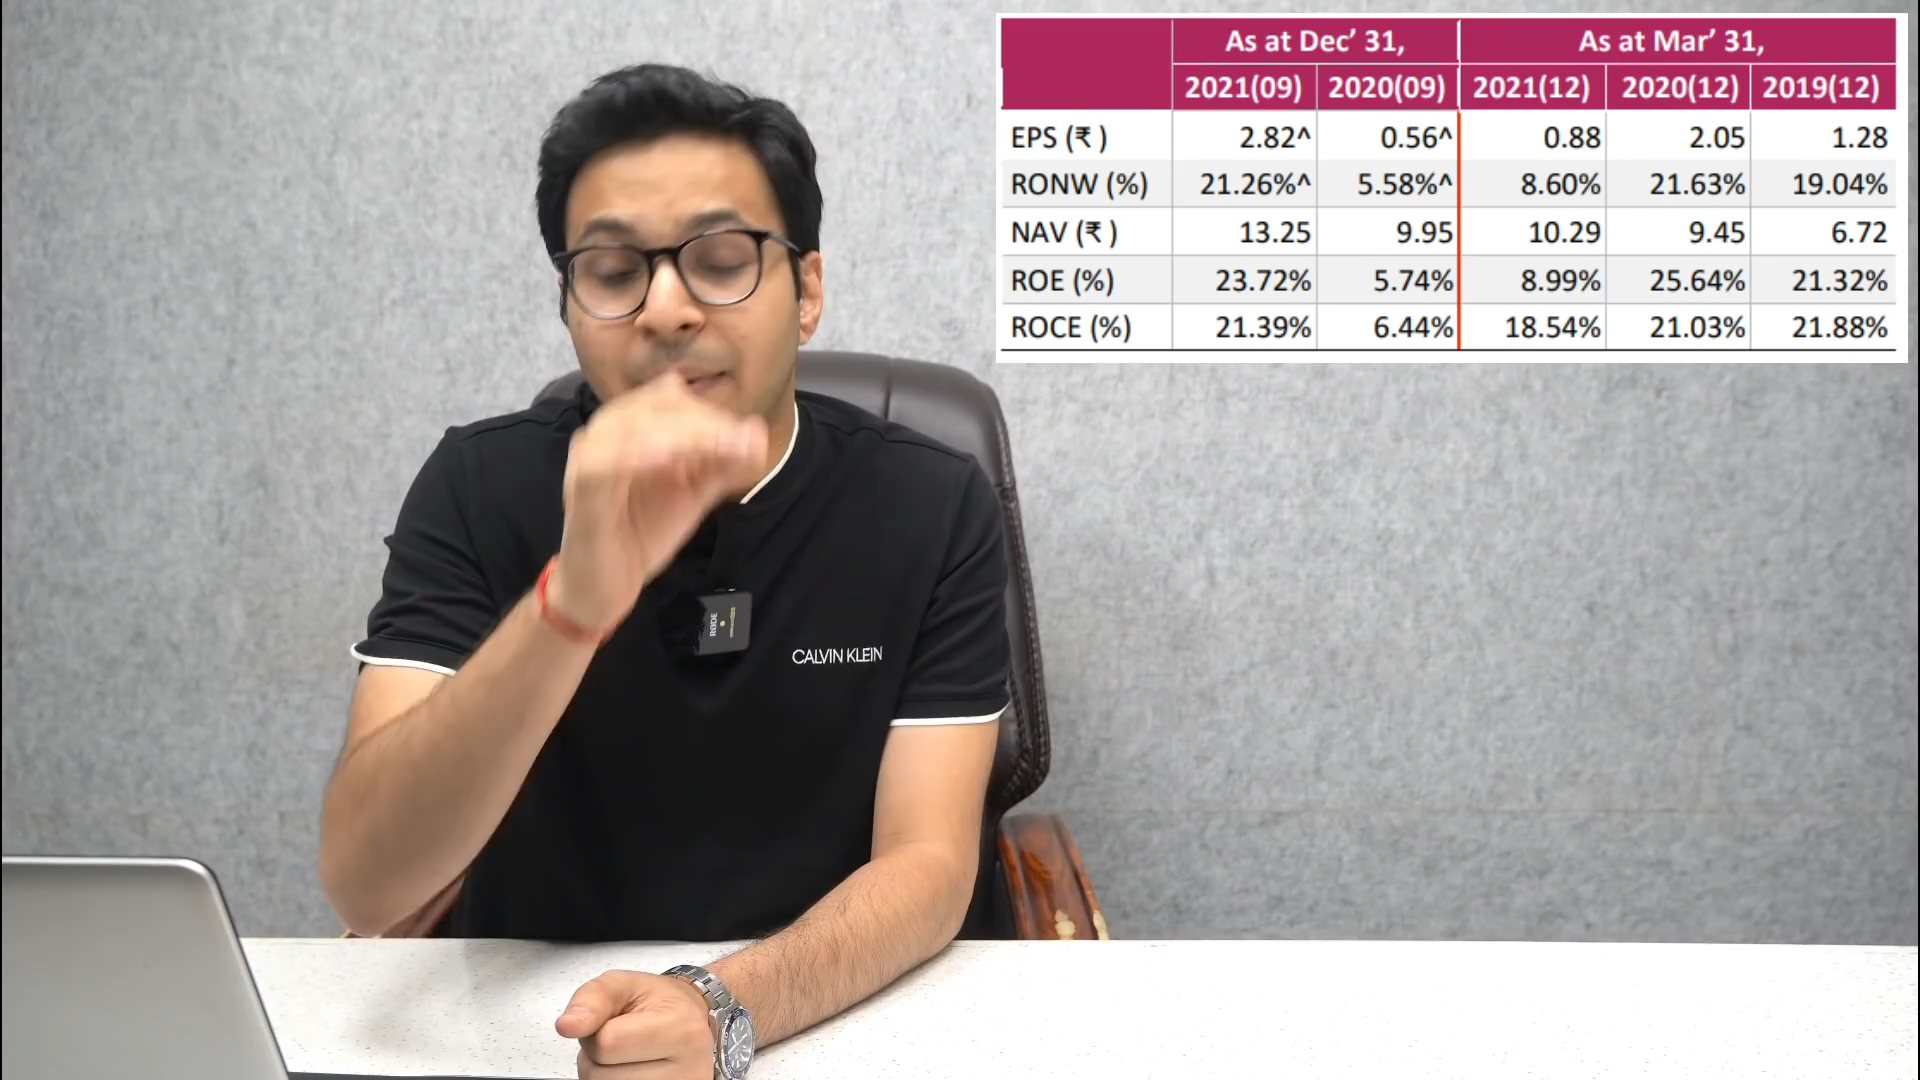 As at Dec’ 31, As at Mar’ 31,
2021(09) 2020(09) 2021(12) 2020(12) 2019(12)
EPS (₹ ) 2.82^ 0.56^ 0.88 2.05 1.28
RONW (%) 21.26%^ 5.58%^ 8.60% 21.63% 19.04%
NAV (₹ ) 13.25 9.95 10.29 9.45 6.72
ROE (%) 23.72% 5.74% 8.99% 25.64% 21.32%
ROCE (%) 21.39% 6.44% 18.54% 21.03% 21.88%
RØDE
CALVIN KLEIN